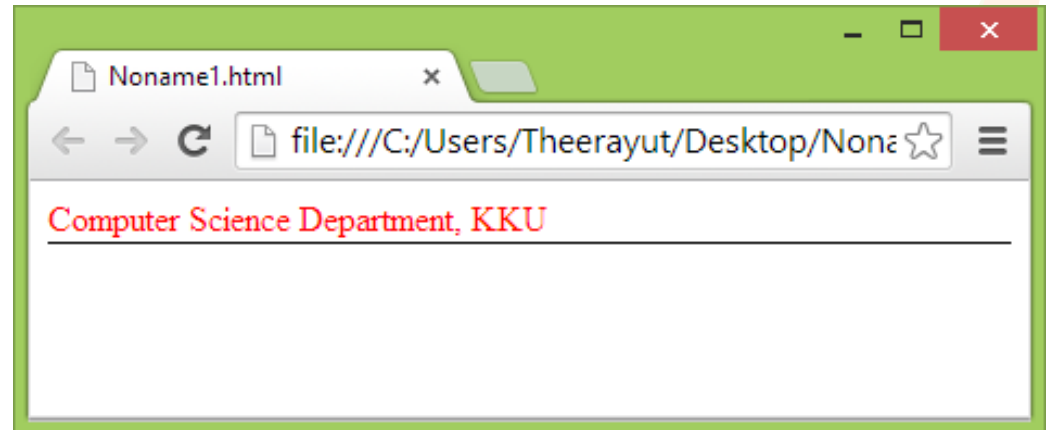 Noname1.html
file:///C:/Users/Theerayut/Desktop/Nona
Computer Science Department, KKU